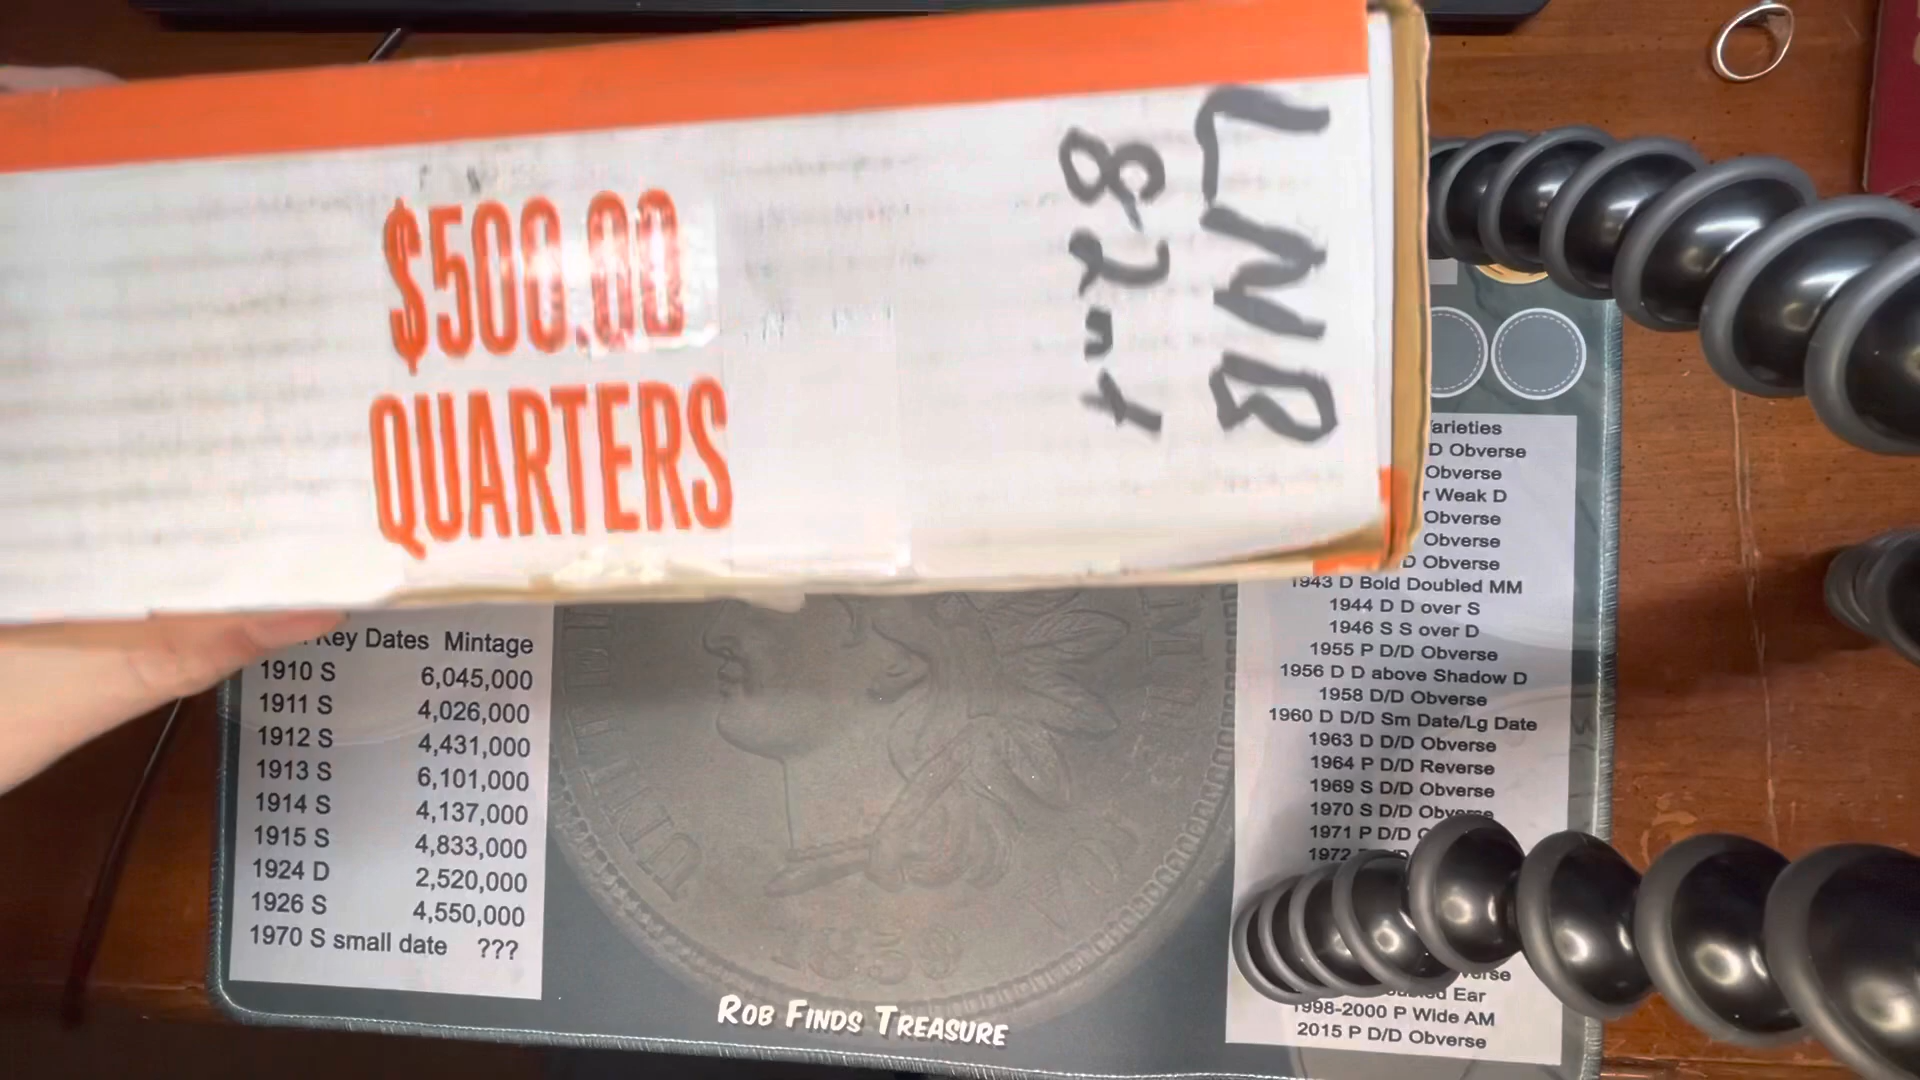 $500.00
QUARTERS
Key Dates Mintage
1910 S 6,045,000
1911 S 4,026,000
1912 S 4,431,000
1913 S 6,101,000
1914 S 4,137,000
1915 S 4,833,000
1924 D 2,520,000
1926 S 4,550,000
1970 S small date ???
1859
ROB FINDS TREASURE
arieties
D Obverse
Obverse
r Weak D
Obverse
Obverse
D Obverse
1943 D Bold Doubled MM
1944 D D over S
1946 S S over D
1955 P D/D Obverse
1956 D D above Shadow D
1958 D/D Obverse
1960 D D/D Sm Date/Lg Date
1963 D D/D Obverse
1964 P D/D Reverse
1969 S D/D Obverse
1970 S D/D Obverse
1971 P D/D
1972
Ear
1998-2000 P Wide AM
2015 P D/D Obverse